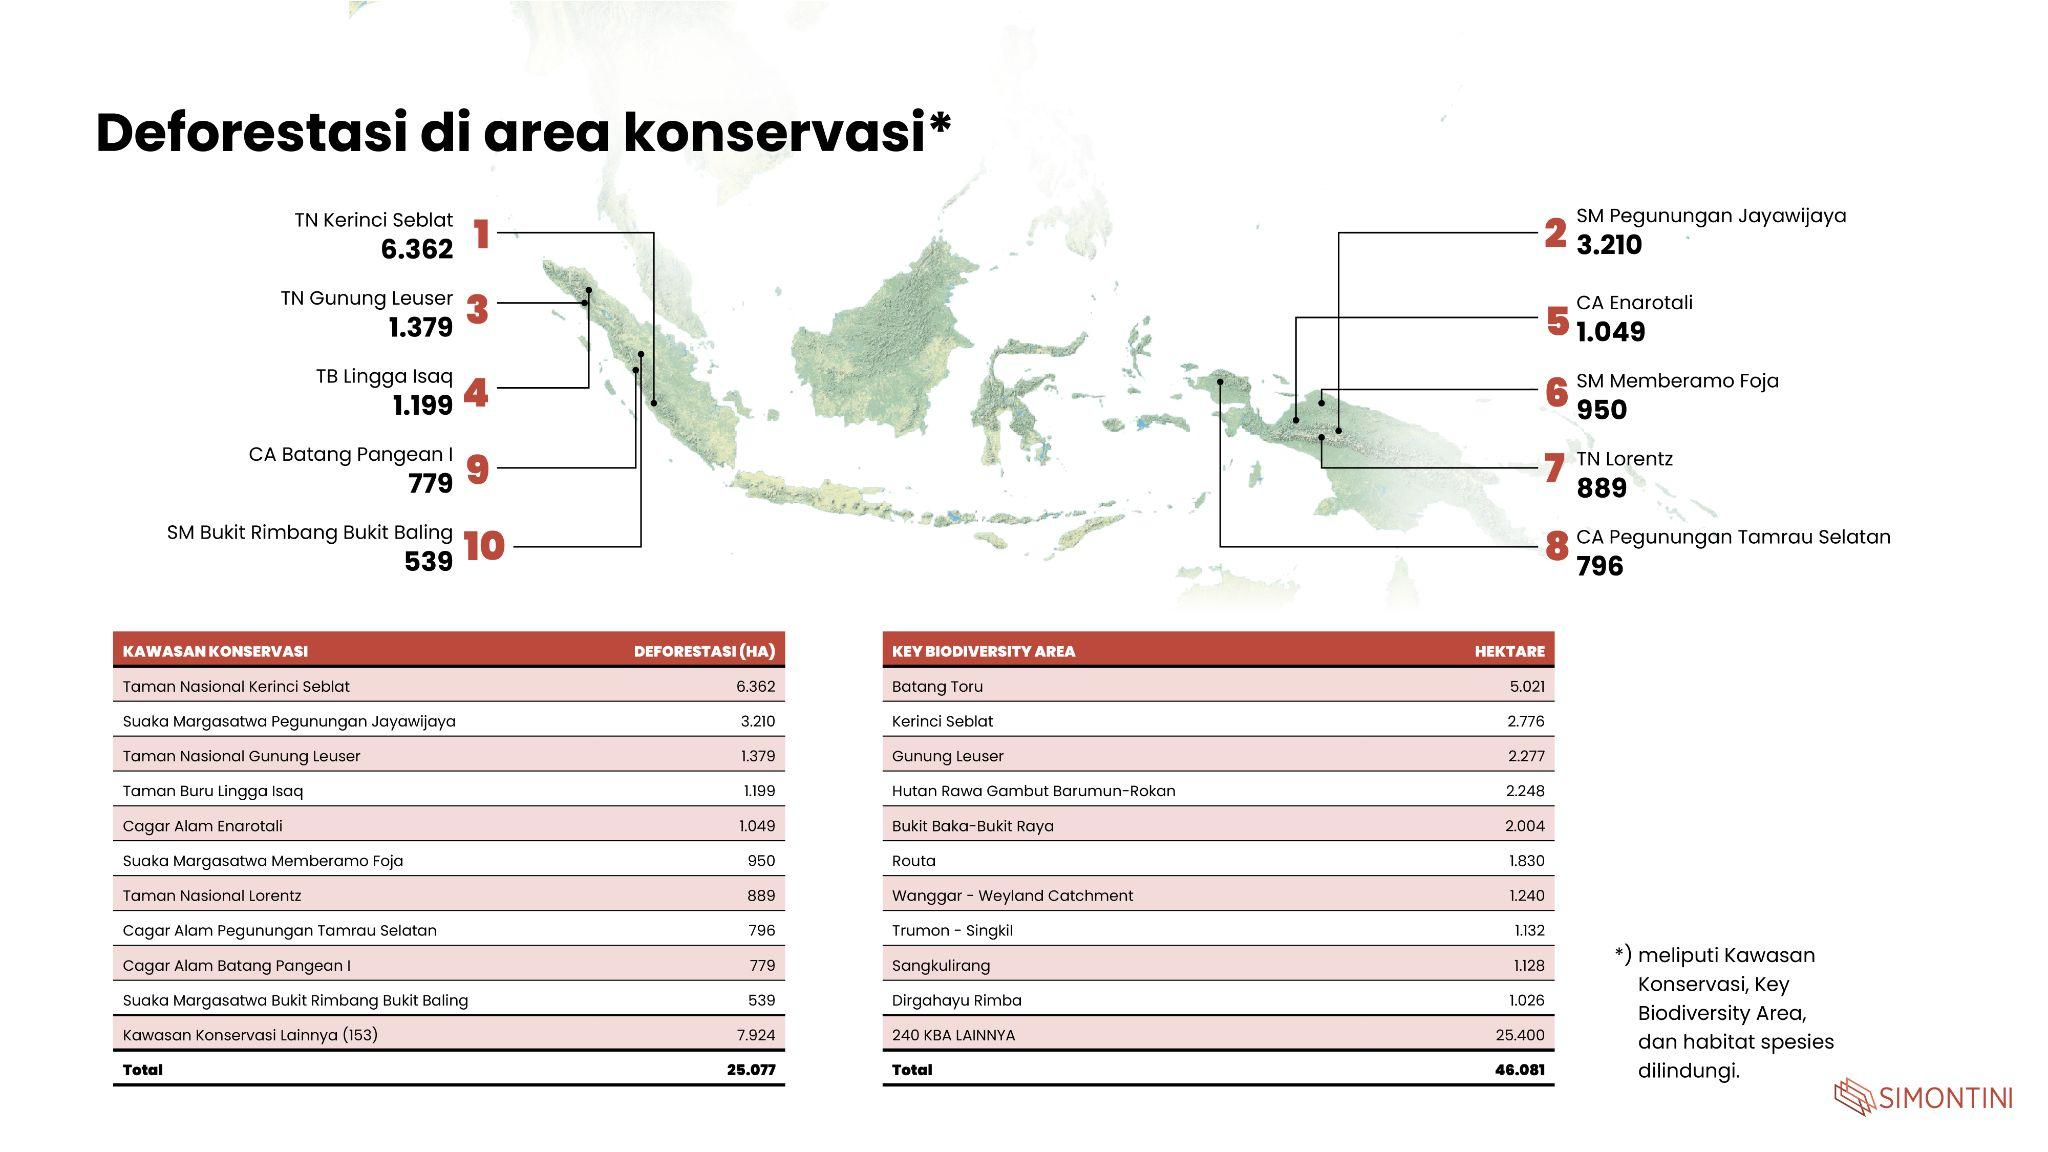 Deforestasi di area konservasi*
TN Kerinci Seblat
6.362
1
TN Gunung Leuser
1.379
3
TB Lingga Isaq
1.199
4
CA Batang Pangean I
779
9
SM Bukit Rimbang Bukit Baling
539
10
2
SM Pegunungan Jayawijaya
3.210
5
CA Enarotali
1.049
6
SM Memberamo Foja
950
7
TN Lorentz
889
8
CA Pegunungan Tamrau Selatan
796
KAWASAN KONSERVASI DEFORESTASI (HA)
Taman Nasional Kerinci Seblat 6.362
Suaka Margasatwa Pegunungan Jayawijaya 3.210
Taman Nasional Gunung Leuser 1.379
Taman Buru Lingga Isaq 1.199
Cagar Alam Enarotali 1.049
Suaka Margasatwa Memberamo Foja 950
Taman Nasional Lorentz 889
Cagar Alam Pegunungan Tamrau Selatan 796
Cagar Alam Batang Pangean I 779
Suaka Margasatwa Bukit Rimbang Bukit Baling 539
Kawasan Konservasi Lainnya (153) 7.924
Total 25.077
KEY BIODIVERSITY AREA HEKTARE
Batang Toru 5.021
Kerinci Seblat 2.776
Gunung Leuser 2.277
Hutan Rawa Gambut Barumun-Rokan 2.248
Bukit Baka-Bukit Raya 2.004
Routa 1.830
Wanggar - Weyland Catchment 1.240
Trumon - Singkil 1.132
Sangkulirang 1.128
Dirgahayu Rimba 1.026
240 KBA LAINNYA 25.400
Total 46.081
*) meliputi Kawasan
Konservasi, Key
Biodiversity Area,
dan habitat spesies
dilindungi.
SIMONTINI